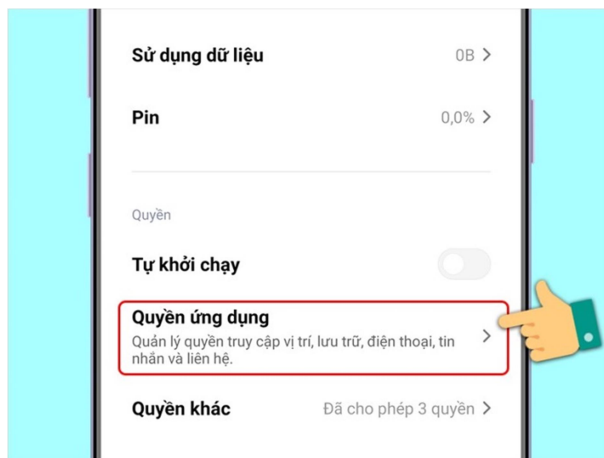 Sử dụng dữ liệu 0B
Pin 0,0%
Quyền
Tự khởi chạy
Quyền ứng dụng
Quản lý quyền truy cập vị trí, lưu trữ, điện thoại, tin
nhắn và liên hệ.
Quyền khác Đã cho phép 3 quyền